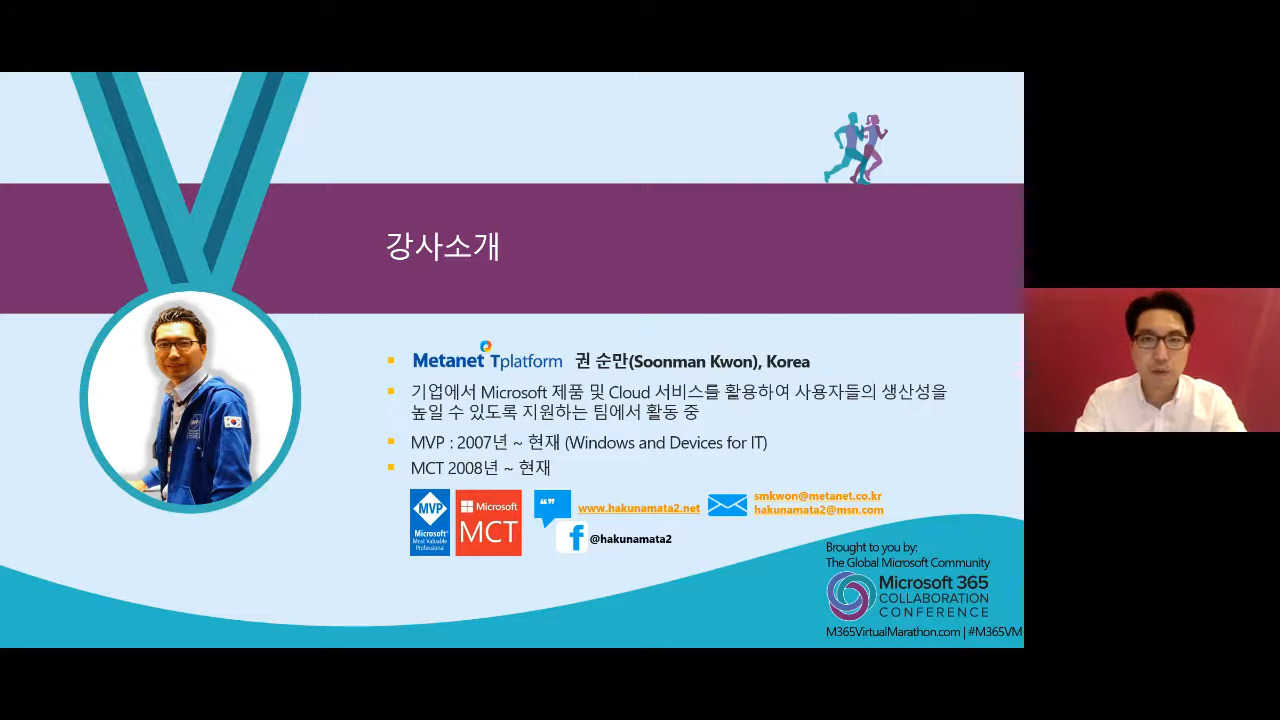 강사소개
Metanet Tplatform 권 순만(Soonman Kwon), Korea
기업에서 Microsoft 제품 및 Cloud 서비스를 활용하여 사용자들의 생산성을
높일 수 있도록 지원하는 팀에서 활동 중
MVP : 2007년 ~ 현재 (Windows and Devices for IT)
MCT 2008년 ~ 현재
MVP
Microsoft®
Most Valuable
Professional
Microsoft
MCT
www.hakunamata2.net
@hakunamata2
smkwon@metanet.co.kr
hakunamata2@msn.com
Brought to you by:
The Global Microsoft Community
Microsoft 365
COLLABORATION
CONFERENCE
M365VirtualMarathon.com | #M365VM